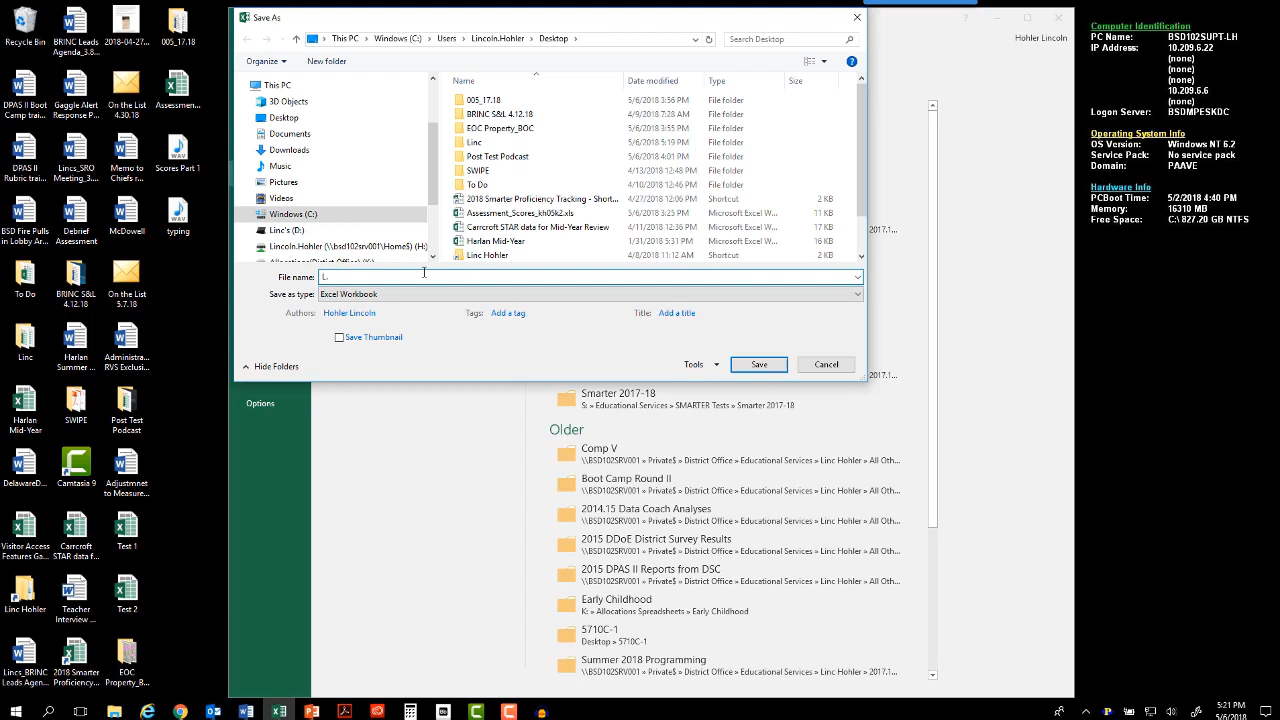 Recycle Bin
BRINC Leads Agenda_3.8...
2018-04-27...
005_17.18
DPAS II Boot Camp trai...
Gaggle Alert Response P...
On the List 4.30.18
Assessmen...
DPAS II Rubric trai...
Lincs_SRO Meeting_3...
Memo to Chiefs r...
Scores Part 1
BSD Fire Pulls in Lobby Ar...
Debrief Assessment
McDowell
typing
To Do
BRINC S&L 4.12.18
On the List 5.7.18
Linc
Harlan Summer ...
Administra... RVS Exclusi...
Harlan Mid-Year
SWIPE
Post Test Podcast
DelawareD...
Camtasia 9
Adjustmnet to Measure...
Visitor Access Features Ga...
Carrcroft STAR data f...
Test 1
Linc Hohler
Teacher Interview ...
Test 2
Lincs_BRINC Leads Agen...
2018 Smarter Proficiency...
EOC Property_B...
Save As
This PC > Windows (C:) > Users > Lincoln.Hohler > Desktop >
Search Desktop
Organize
New folder
This PC
3D Objects
Desktop
Documents
Downloads
Music
Pictures
Videos
Windows (C:)
Linc's (D:)
Lincoln.Hohler (\\bsd102srv001\Home$) (H:)
Name Date modified Type Size
005_17.18 5/6/2018 3:56 PM File folder
BRINC S&L 4.12.18 4/9/2018 7:28 AM File folder
EOC Property_BOC 5/6/2018 3:55 PM File folder
Linc 5/6/2018 5:19 PM File folder
Post Test Podcast 5/6/2018 4:01 PM File folder
SWIPE 4/13/2018 12:48 PM File folder
To Do 4/10/2018 12:46 PM File folder
2018 Smarter Proficiency Tracking - Short... 4/27/2018 12:06 PM Shortcut 2 KB
Assessment_Scores_kh05k2.xls 5/6/2018 3:25 PM Microsoft Excel W... 11 KB
Carrcroft STAR data for Mid-Year Review 4/11/2018 12:36 PM Microsoft Excel W... 17 KB
Harlan Mid-Year 1/31/2018 5:31 PM Microsoft Excel W... 16 KB
Linc Hohler 4/8/2018 11:12 AM Shortcut 2 KB
File name: L.
Save as type: Excel Workbook
Authors: Hohler Lincoln
Tags: Add a tag
Title: Add a title
Save Thumbnail
Hide Folders
Tools
Save
Cancel
Hohler Lincoln
Options
2017.1...
2017.1...
Smarter 2017-18
S: » Educational Services » SMARTER Tests » Smarter 2017-18
Older
Comp V
\\BSD102SRV001 » Private$ » District Office » Educational Services » Linc Hohler » All Oth...
Boot Camp Round II
\\BSD102SRV001 » Private$ » District Office » Educational Services » Linc Hohler » All Oth...
2014.15 Data Coach Analyses
\\BSD102SRV001 » Private$ » District Office » Educational Services » Linc Hohler » All Oth...
2015 DDoE District Survey Results
\\BSD102SRV001 » Private$ » District Office » Educational Services » Linc Hohler » All Oth...
2015 DPAS II Reports from DSC
\\BSD102SRV001 » Private$ » District Office » Educational Services » Linc Hohler » All Oth...
Early Childhood
K: » Allocations Spreadsheets » Early Childhood
5710C-1
Desktop » 5710C-1
Summer 2018 Programming
\\BSD102SRV001 » Private$ » District Office » Educational Services » Linc Hohler » 2017.1...
Computer Identification
PC Name: BSD102SUPT-LH
IP Address: 10.209.6.22
(none)
(none)
(none)
10.209.6.6
(none)
Logon Server: BSDMPESKDC
Operating System Info
OS Version: Windows NT 6.2
Service Pack: No service pack
Domain: PAAVE
Hardware Info
PCBoot Time: 5/2/2018 4:40 PM
Memory: 16310 MB
Free Space: C:\ 877.20 GB NTFS
5:21 PM
5/6/2018